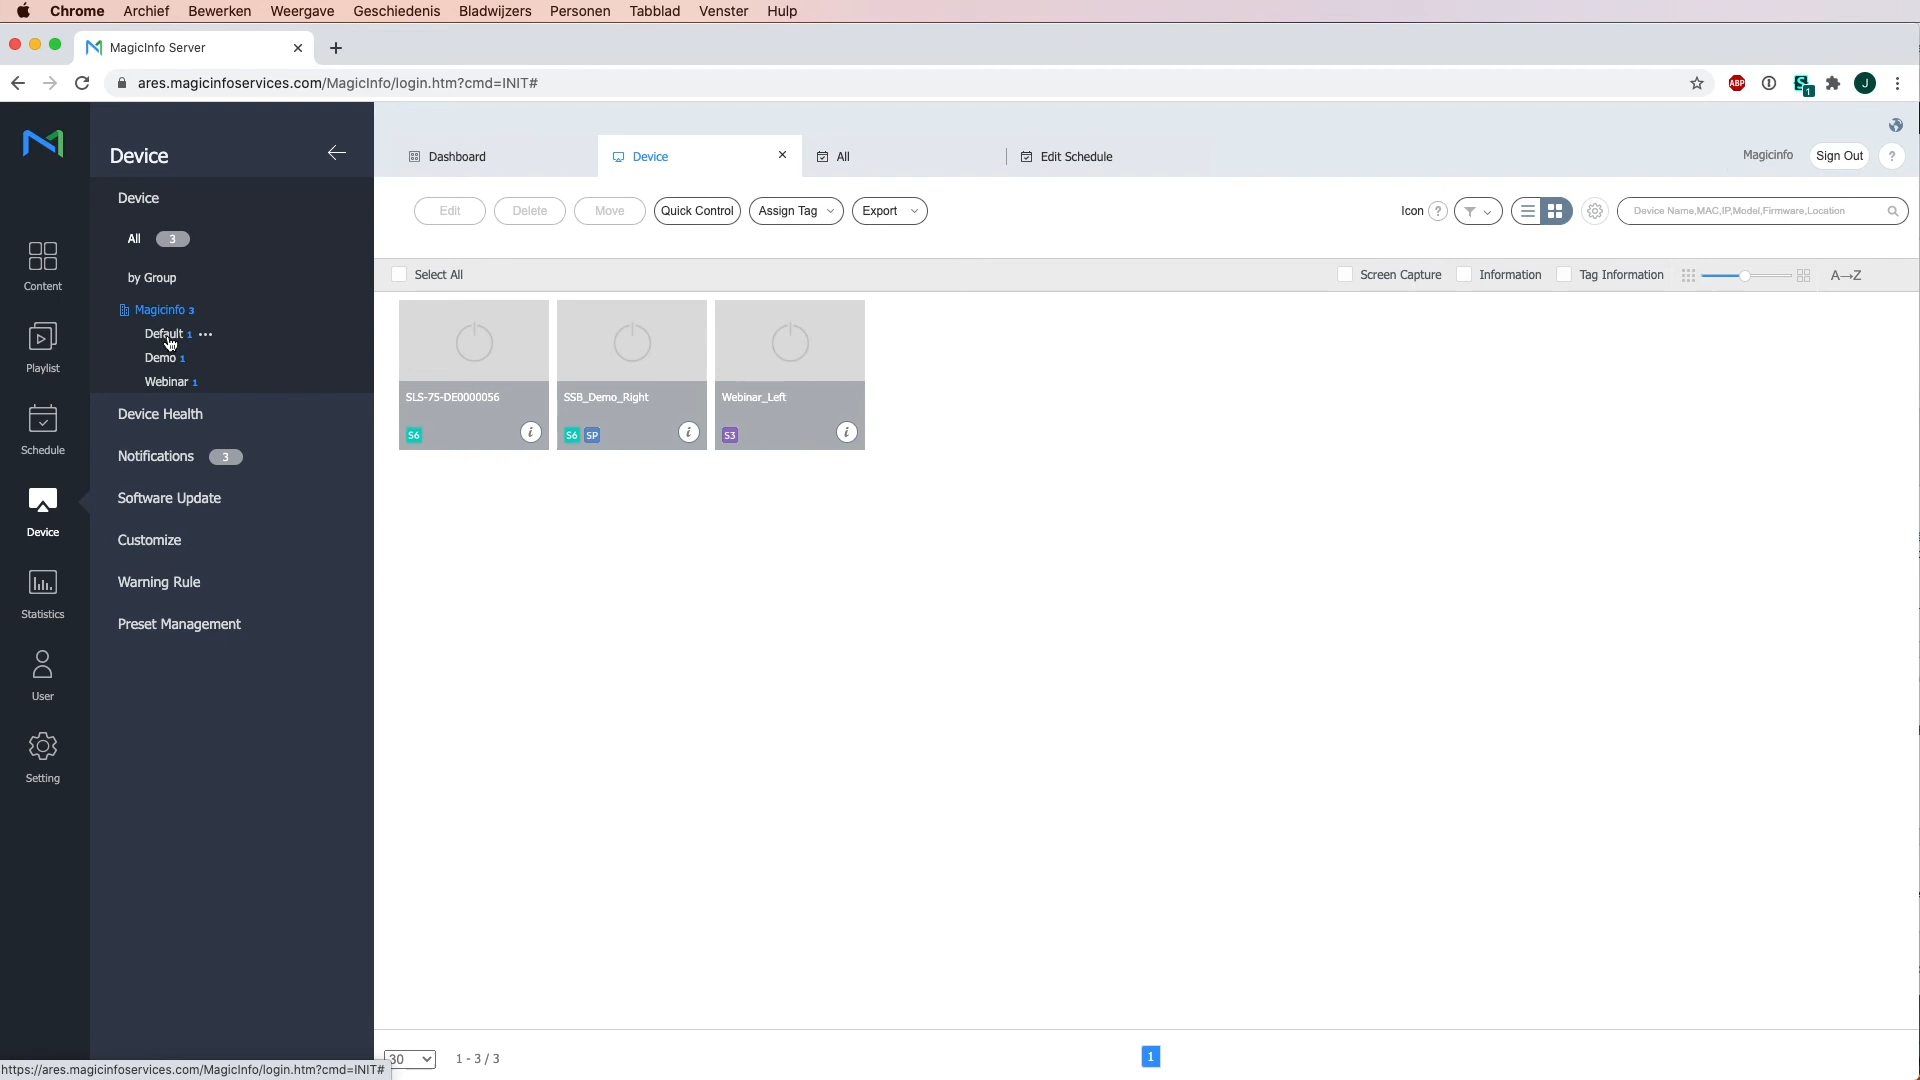 Chrome Archief Bewerken Weergave Geschiedenis Bladwijzers Personen Tabblad Venster Hulp
MagicInfo Server
ares.magicinfoservices.com/MagicInfo/login.htm?cmd=INIT#
ABP
1
J
Device
Dashboard
Device
All
Edit Schedule
Magicinfo
Sign Out
?
Content
Playlist
Schedule
Device
Statistics
User
Setting
Device
All 3
by Group
Magicinfo 3
Default 1
Demo 1
Webinar 1
Device Health
Notifications 3
Software Update
Customize
Warning Rule
Preset Management
Edit
Delete
Move
Quick Control
Assign Tag
Export
Icon ?
Device Name,MAC,IP,Model,Firmware,Location
Select All
Screen Capture
Information
Tag Information
A→Z
SLS-75-DE0000056
S6
i
SSB_Demo_Right
S6 SP
i
Webinar_Left
S3
i
30
1 - 3 / 3
1
https://ares.magicinfoservices.com/MagicInfo/login.htm?cmd=INIT#